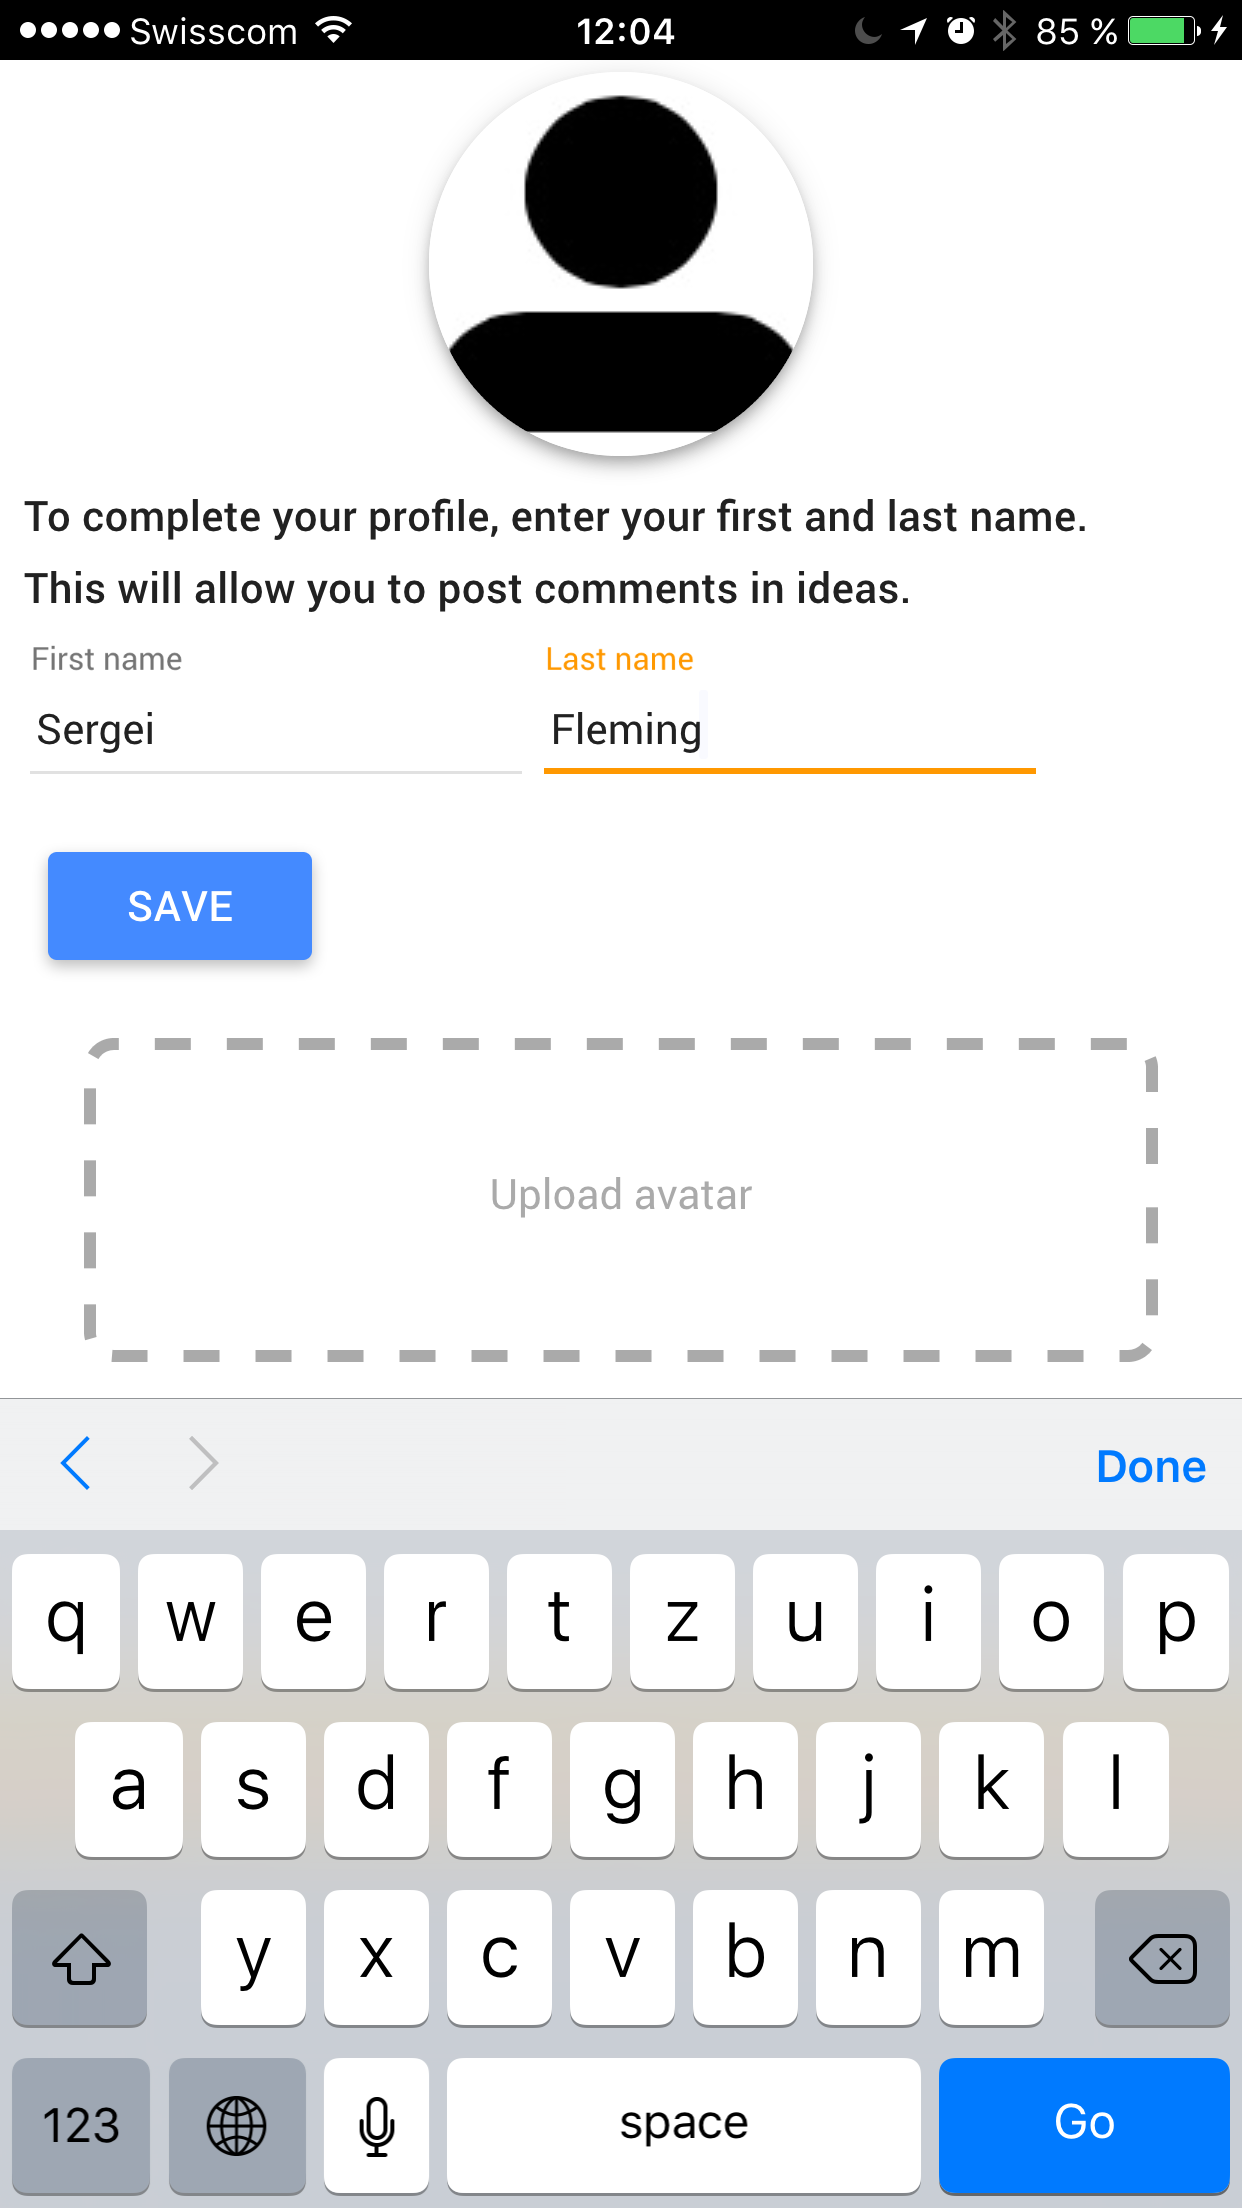 Swisscom 12:04 85 %
To complete your profile, enter your first and last name.
This will allow you to post comments in ideas.
First name Last name
Sergei Fleming
SAVE
Upload avatar
Done
q w e r t z u i o p
a s d f g h j k l
y x c v b n m
123 space Go